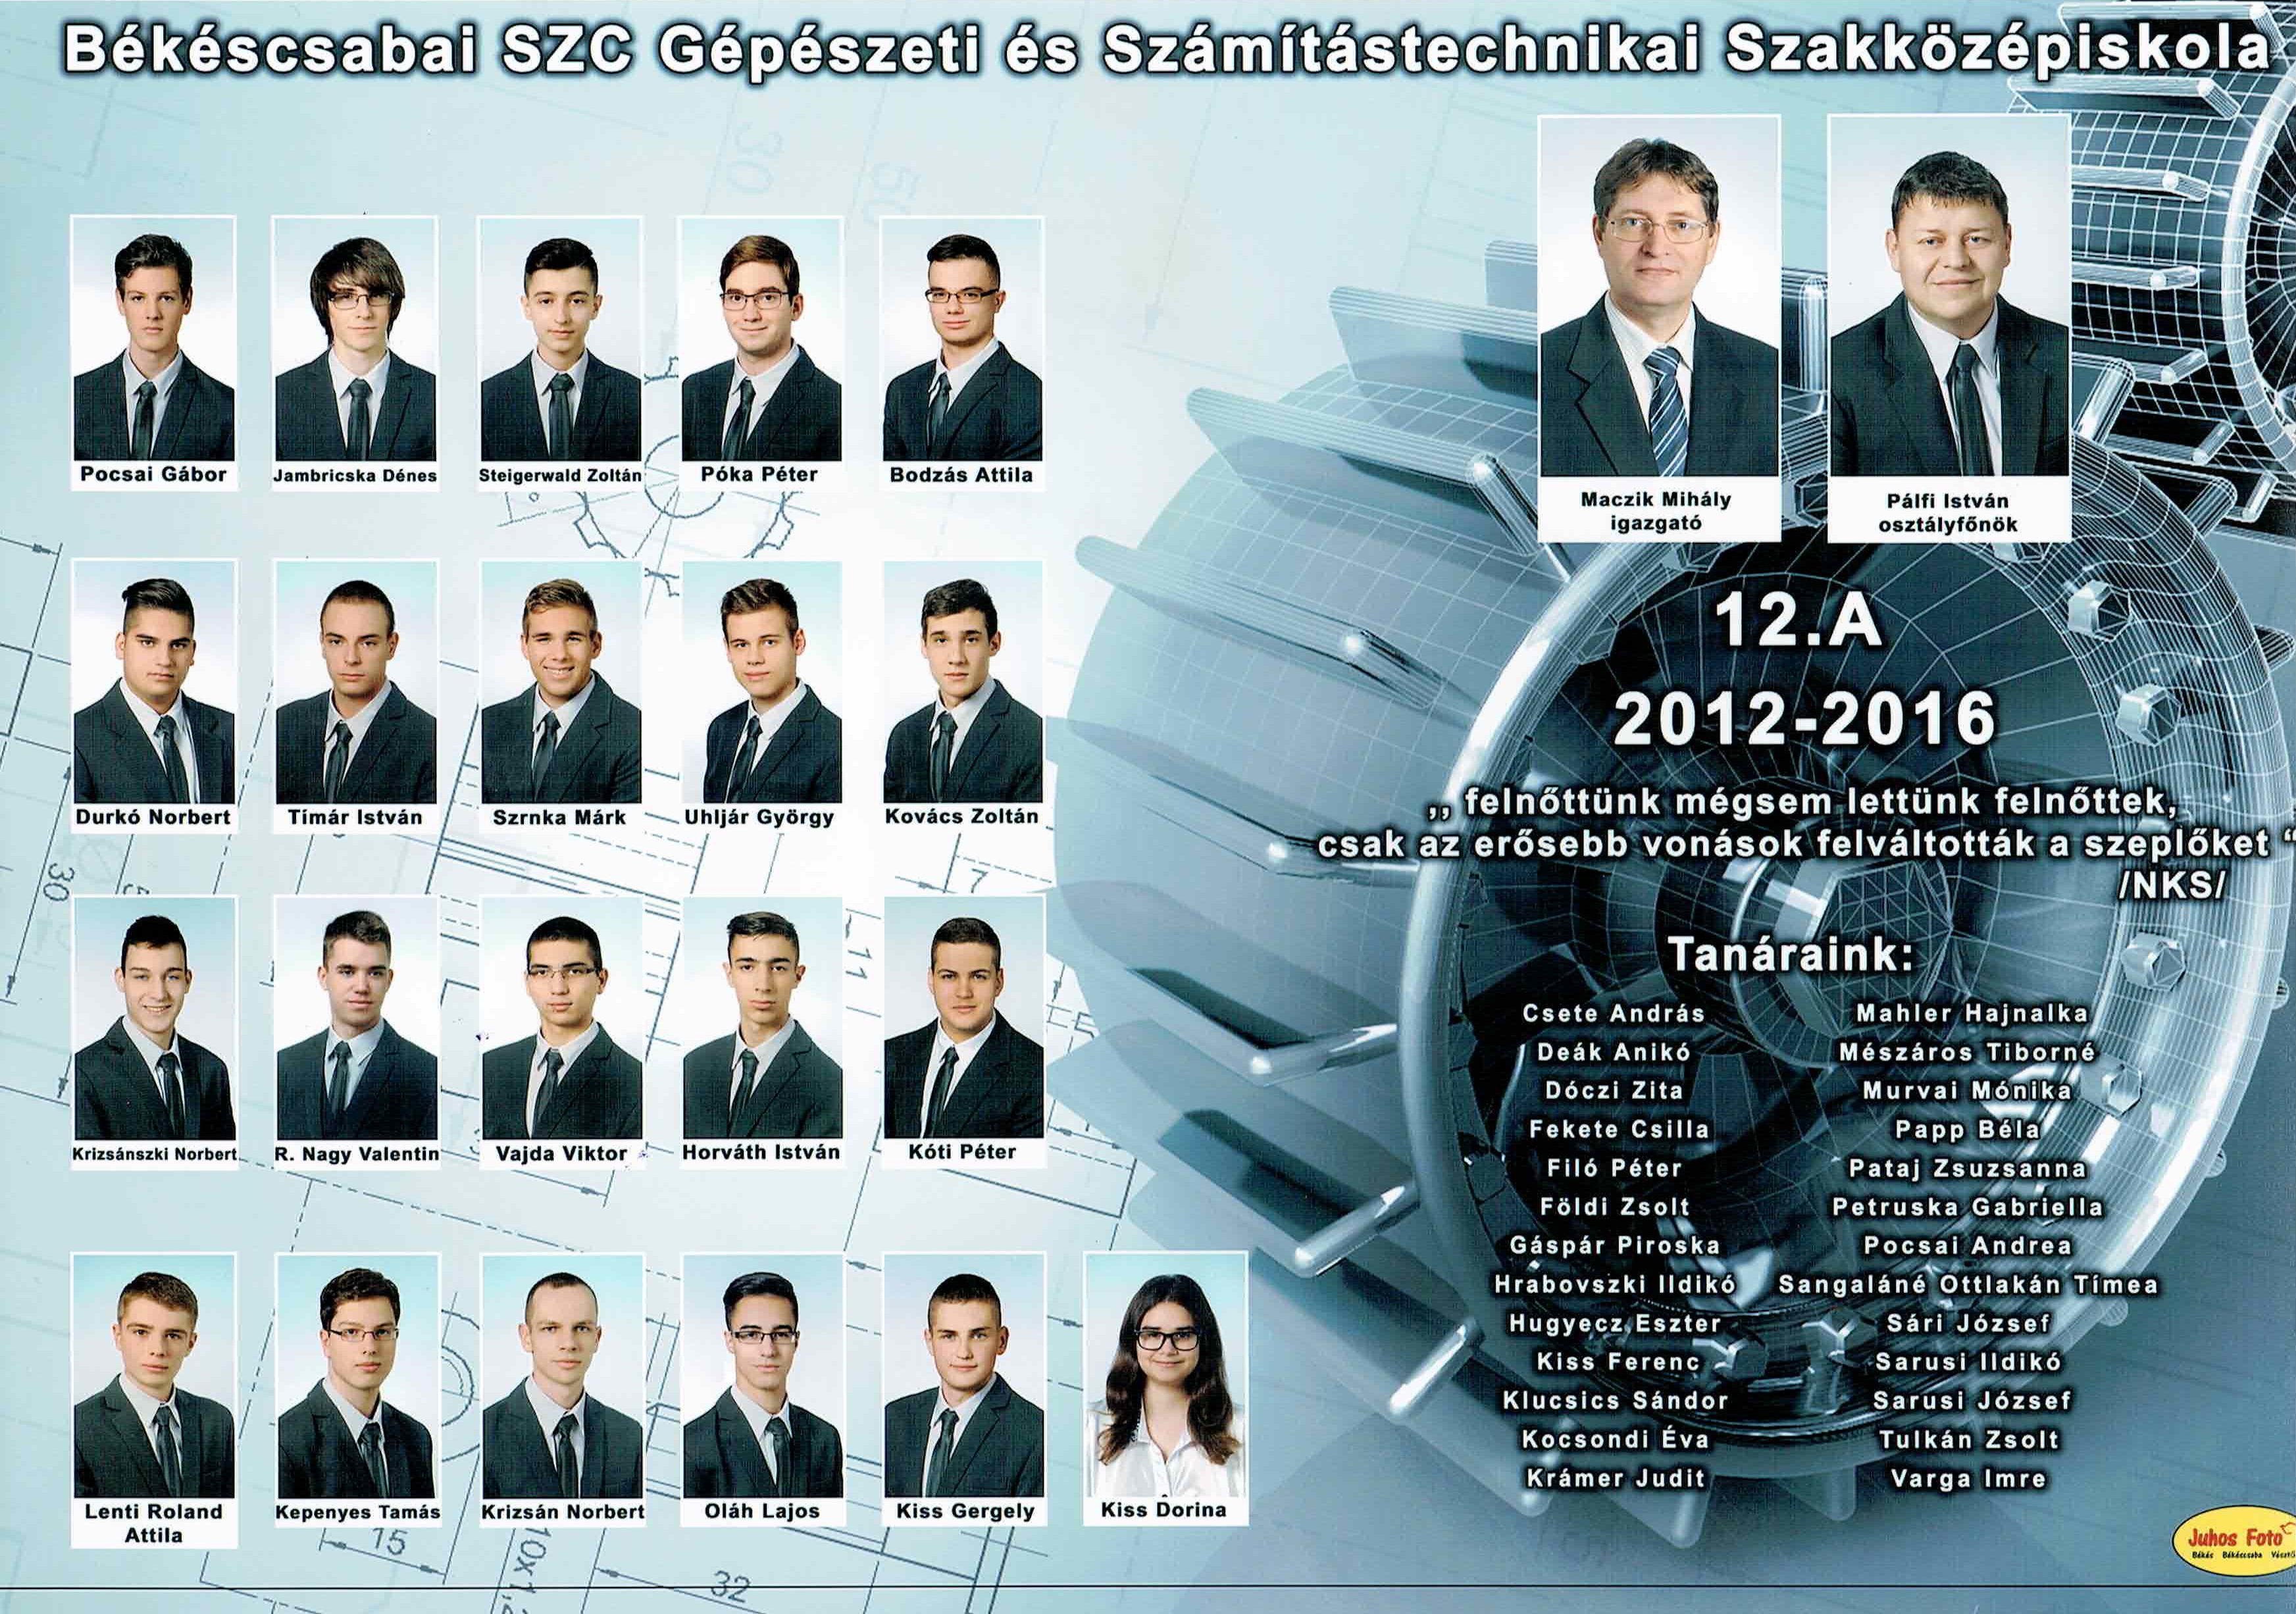 Békéscsabai SZC Gépészeti és Számítástechnikai Szakközépiskola
Pocsai Gábor
Jambricska Dénes
Steigerwald Zoltán
Póka Péter
Bodzás Attila
Maczik Mihály
igazgató
Pálfi István
osztályfőnök
Durkó Norbert
Tímár István
Szrnka Márk
Uhljár György
Kovács Zoltán
Krizsánszki Norbert
R. Nagy Valentin
Vajda Viktor
Horváth István
Kóti Péter
Lenti Roland
Attila
Kepenyes Tamás
Krizsán Norbert
Oláh Lajos
Kiss Gergely
Kiss Dorina
12.A
2012-2016
,, felnőttünk mégsem lettünk felnőttek,
csak az erősebb vonások felváltották a szeplőket “
/NKS/
Tanáraink:
Csete András
Deák Anikó
Dóczi Zita
Fekete Csilla
Filó Péter
Földi Zsolt
Gáspár Piroska
Hrabovszki Ildikó
Hugyecz Eszter
Kiss Ferenc
Klucsics Sándor
Kocsondi Éva
Krámer Judit
Mahler Hajnalka
Mészáros Tiborné
Murvai Mónika
Papp Béla
Pataj Zsuzsanna
Petruska Gabriella
Pocsai Andrea
Sangaláné Ottlakán Tímea
Sári József
Sarusi Ildikó
Sarusi József
Tulkán Zsolt
Varga Imre
30
50
30
7
11
15
32
Juhos Foto
Békés Békéscsaba Vésztő